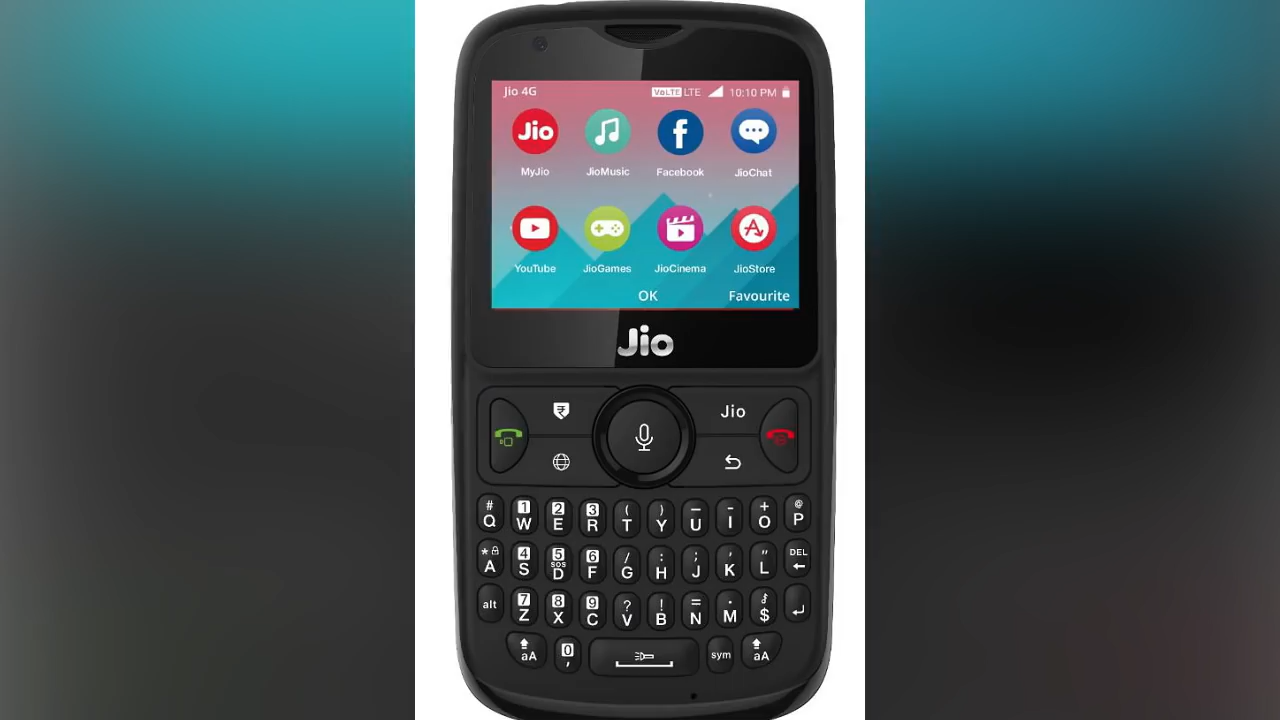 Jio 4G VoLTE LTE 10:10 PM
Jio
MyJio JioMusic Facebook JioChat
YouTube JioGames JioCinema JioStore
OK Favourite
Jio
Jio
# 1 2 3 ( ) _ - + @
Q W E R T Y U I O P
* 4 5 6 / : ; ' " DEL
SOS
A S D F G H J K L
7 8 9 ? ! = .
alt Z X C V B N M $
0
aA , sym aA